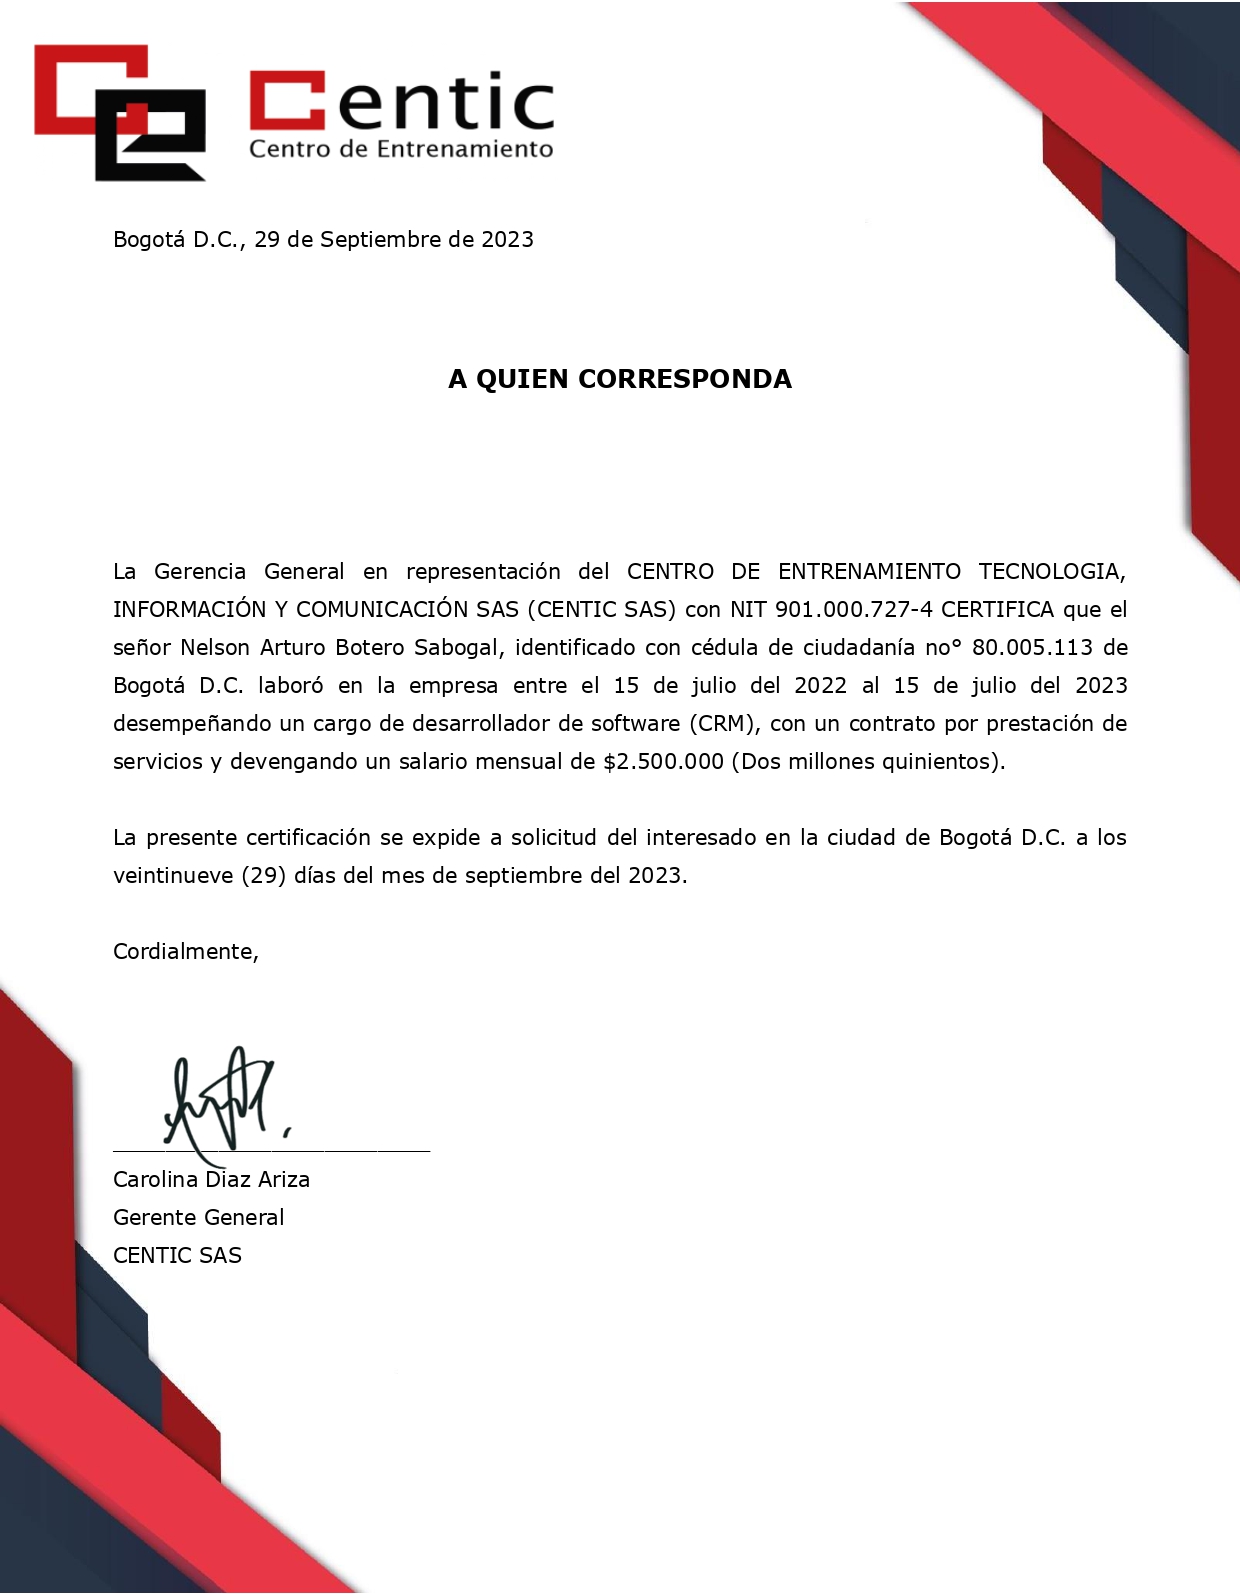 Centic
Centro de Entrenamiento
Bogotá D.C., 29 de Septiembre de 2023
A QUIEN CORRESPONDA
La Gerencia General en representación del CENTRO DE ENTRENAMIENTO TECNOLOGIA,
INFORMACIÓN Y COMUNICACIÓN SAS (CENTIC SAS) con NIT 901.000.727-4 CERTIFICA que el
señor Nelson Arturo Botero Sabogal, identificado con cédula de ciudadanía no° 80.005.113 de
Bogotá D.C. laboró en la empresa entre el 15 de julio del 2022 al 15 de julio del 2023
desempeñando un cargo de desarrollador de software (CRM), con un contrato por prestación de
servicios y devengando un salario mensual de $2.500.000 (Dos millones quinientos).
La presente certificación se expide a solicitud del interesado en la ciudad de Bogotá D.C. a los
veintinueve (29) días del mes de septiembre del 2023.
Cordialmente,
Carolina Diaz Ariza
Gerente General
CENTIC SAS